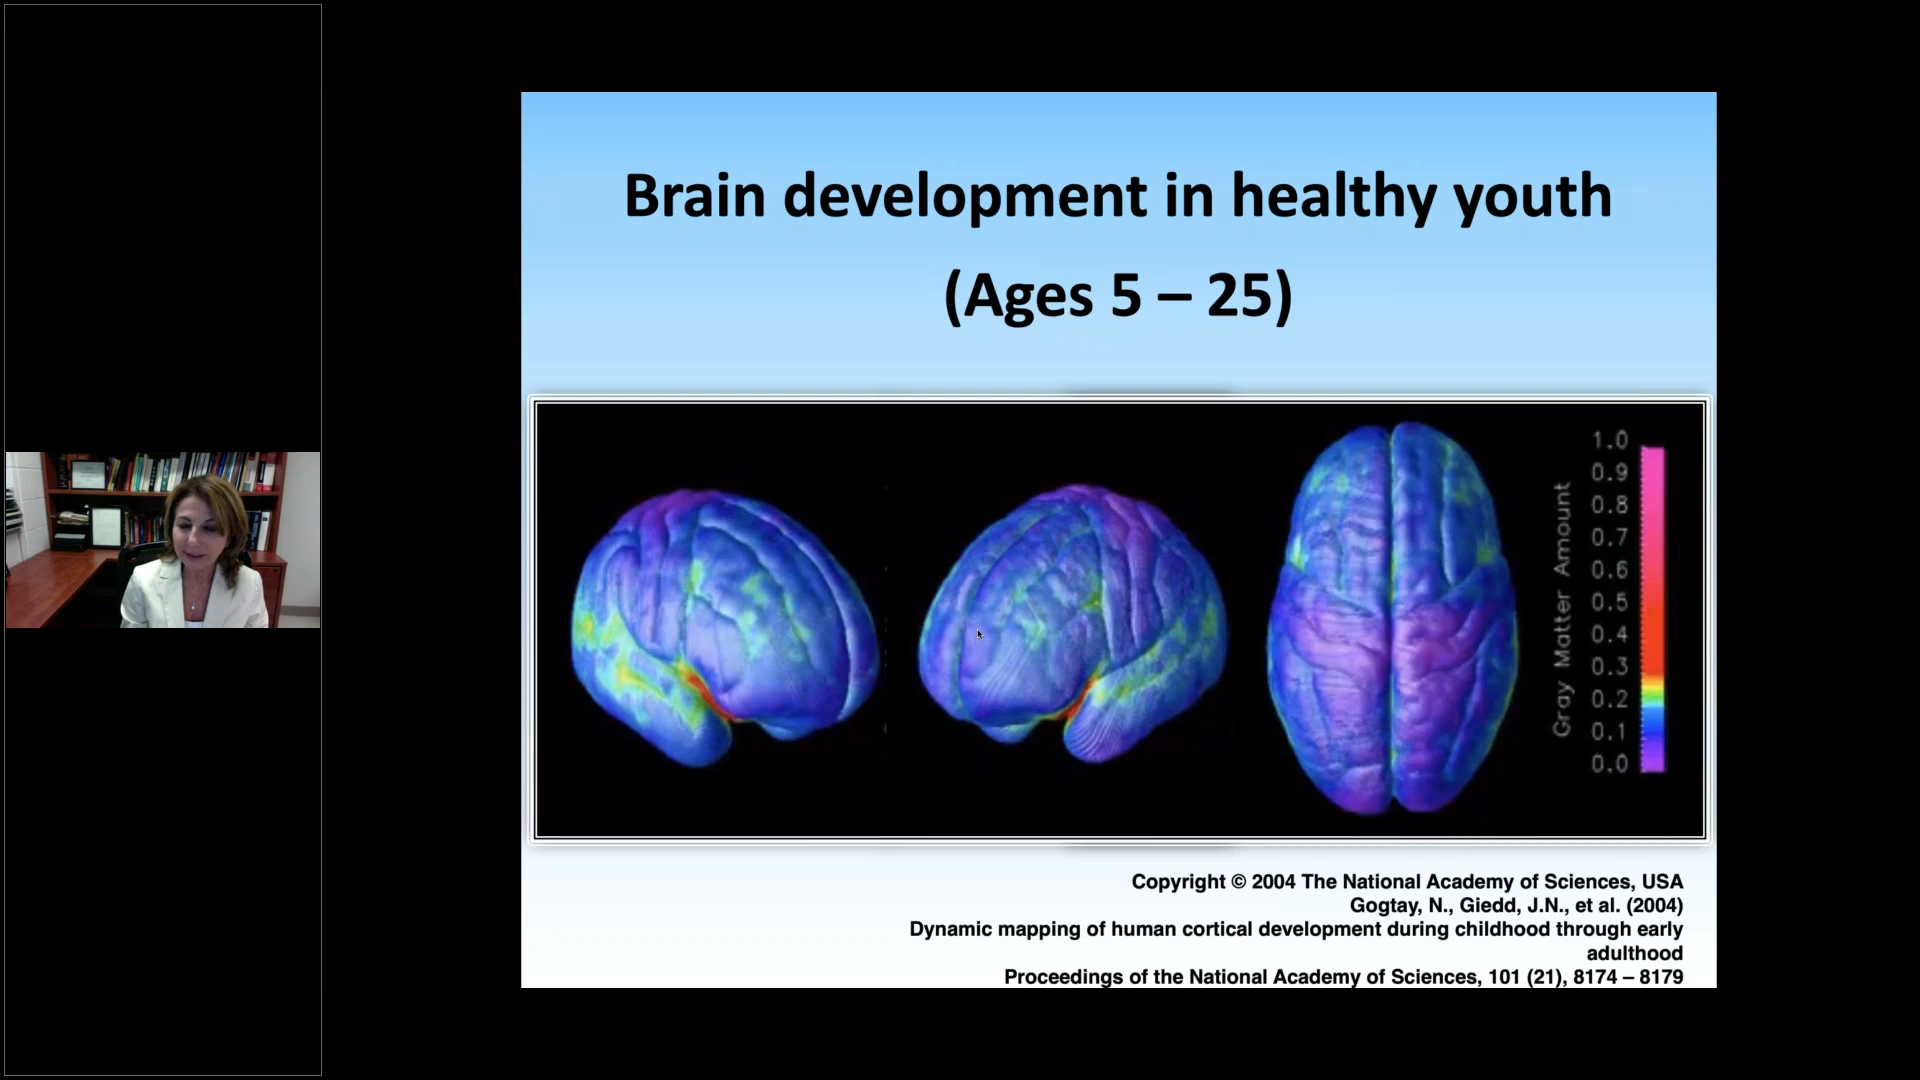 Brain development in healthy youth
(Ages 5 – 25)
Gray Matter Amount
1.0
0.9
0.8
0.7
0.6
0.5
0.4
0.3
0.2
0.1
0.0
Copyright © 2004 The National Academy of Sciences, USA
Gogtay, N., Giedd, J.N., et al. (2004)
Dynamic mapping of human cortical development during childhood through early
adulthood
Proceedings of the National Academy of Sciences, 101 (21), 8174 – 8179